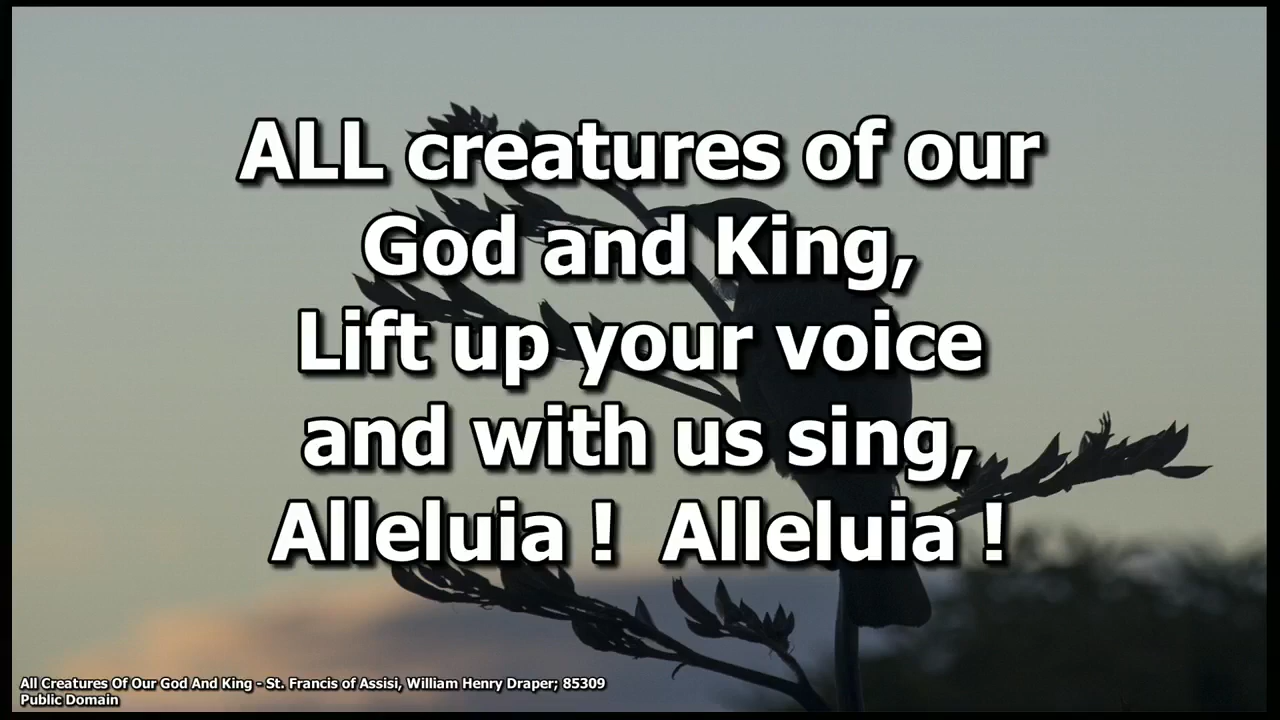 ALL creatures of our
God and King,
Lift up your voice
and with us sing,
Alleluia !  Alleluia !
All Creatures Of Our God And King - St. Francis of Assisi, William Henry Draper; 85309
Public Domain